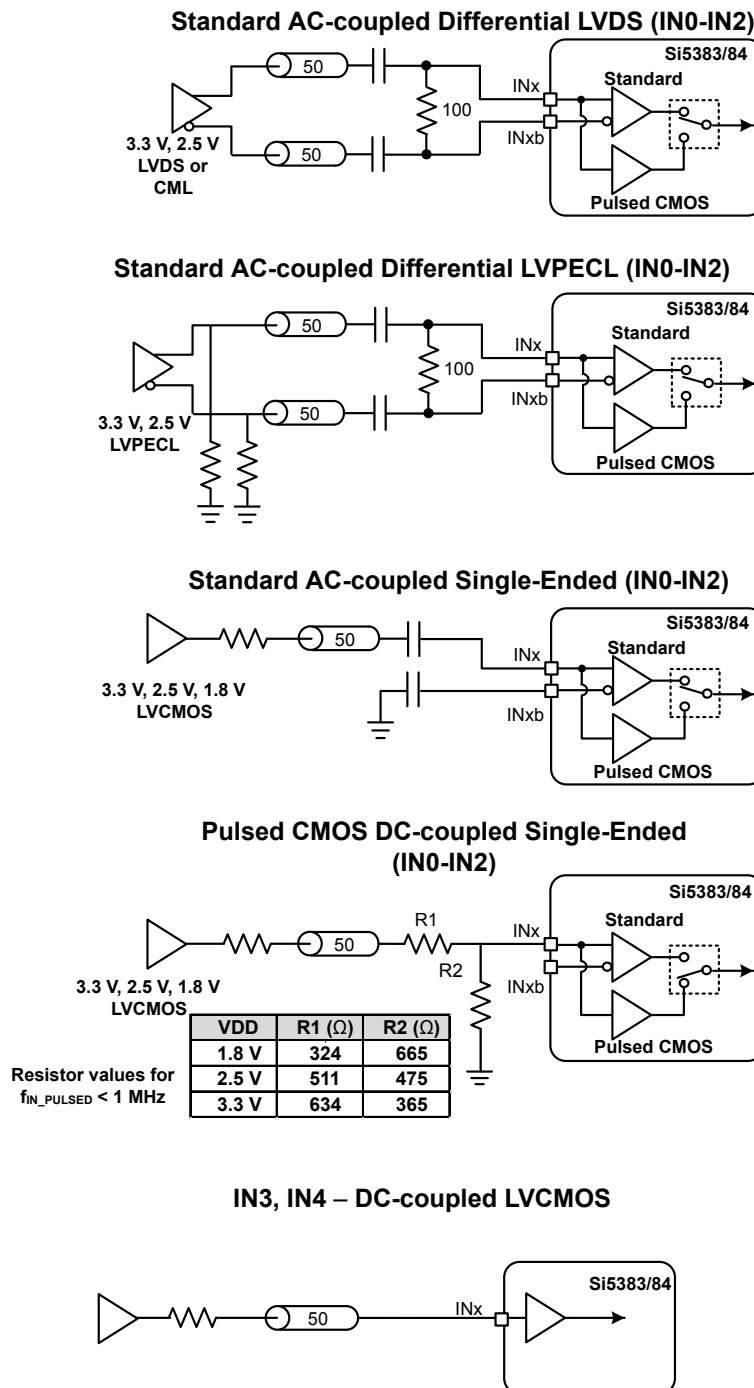 Standard AC-coupled Differential LVDS (IN0-IN2)
Si5383/84
Standard
50
INx
100
INxb
50
3.3 V, 2.5 V
LVDS or
CML
Pulsed CMOS
Standard AC-coupled Differential LVPECL (IN0-IN2)
Si5383/84
Standard
50
INx
100
INxb
50
3.3 V, 2.5 V
LVPECL
Pulsed CMOS
Standard AC-coupled Single-Ended (IN0-IN2)
Si5383/84
Standard
50
INx
3.3 V, 2.5 V, 1.8 V
LVCMOS
INxb
Pulsed CMOS
Pulsed CMOS DC-coupled Single-Ended
(IN0-IN2)
Si5383/84
Standard
R1
INx
50
R2
INxb
3.3 V, 2.5 V, 1.8 V
LVCMOS
Pulsed CMOS
VDD R1 (Ω) R2 (Ω)
1.8 V 324 665
2.5 V 511 475
3.3 V 634 365
Resistor values for
fIN_PULSED < 1 MHz
IN3, IN4 – DC-coupled LVCMOS
Si5383/84
INx
50